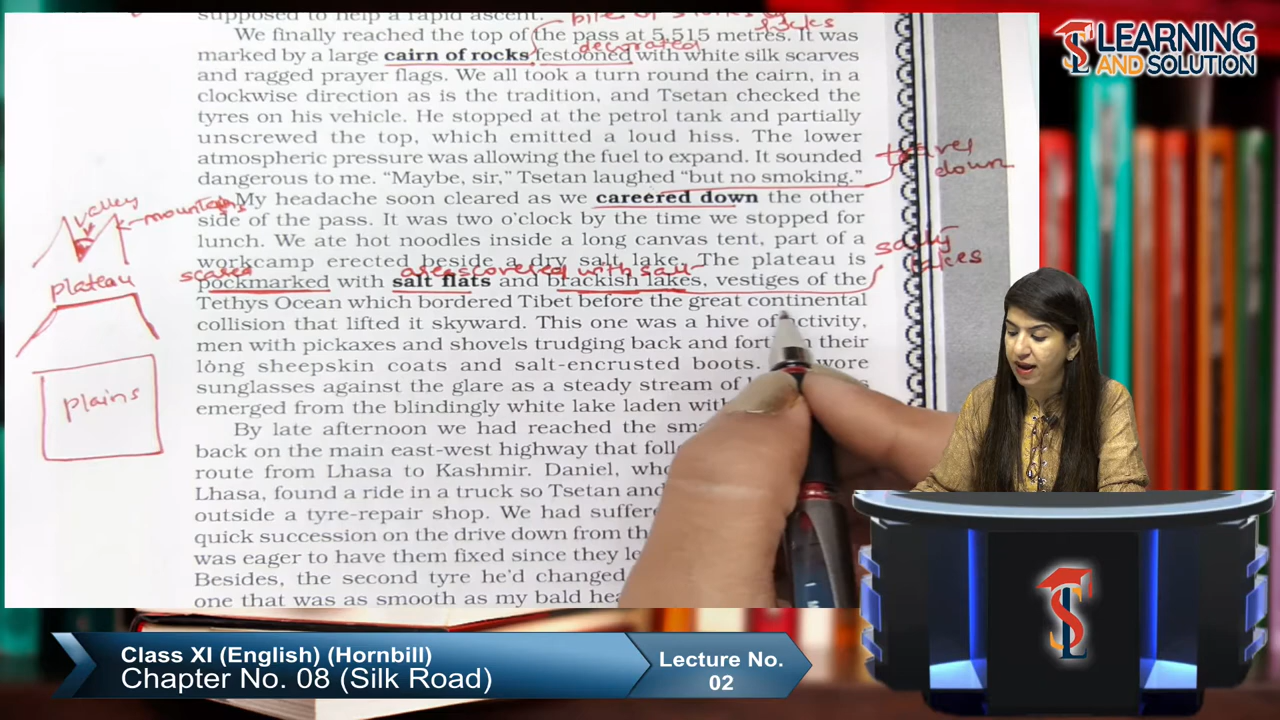 supposed to help a rapid ascent.
pile of stones
rocks
We finally reached the top of the pass at 5,515 metres. It was
decorated
marked by a large cairn of rocks festooned with white silk scarves
and ragged prayer flags. We all took a turn round the cairn, in a
clockwise direction as is the tradition, and Tsetan checked the
tyres on his vehicle. He stopped at the petrol tank and partially
unscrewed the top, which emitted a loud hiss. The lower
atmospheric pressure was allowing the fuel to expand. It sounded
dangerous to me. “Maybe, sir,” Tsetan laughed “but no smoking.”
travel
down
My headache soon cleared as we careered down the other
side of the pass. It was two o’clock by the time we stopped for
lunch. We ate hot noodles inside a long canvas tent, part of a
workcamp erected beside a dry salt lake. The plateau is
scared
areas covered with salt
salty
lakes
pockmarked with salt flats and brackish lakes, vestiges of the
Tethys Ocean which bordered Tibet before the great continental
collision that lifted it skyward. This one was a hive of activity,
men with pickaxes and shovels trudging back and forth in their
long sheepskin coats and salt-encrusted boots. wore
sunglasses against the glare as a steady stream of
emerged from the blindingly white lake laden with
By late afternoon we had reached the
back on the main east-west highway that
route from Lhasa to Kashmir. Daniel,
Lhasa, found a ride in a truck so Tsetan and
outside a tyre-repair shop. We had
quick succession on the drive down from
was eager to have them fixed since they
Besides, the second tyre he’d changed
one that was as smooth as my bald
valley
mountains
plateau
plains
LEARNING
AND SOLUTION
Class XI (English) (Hornbill)
Chapter No. 08 (Silk Road)
Lecture No.
02